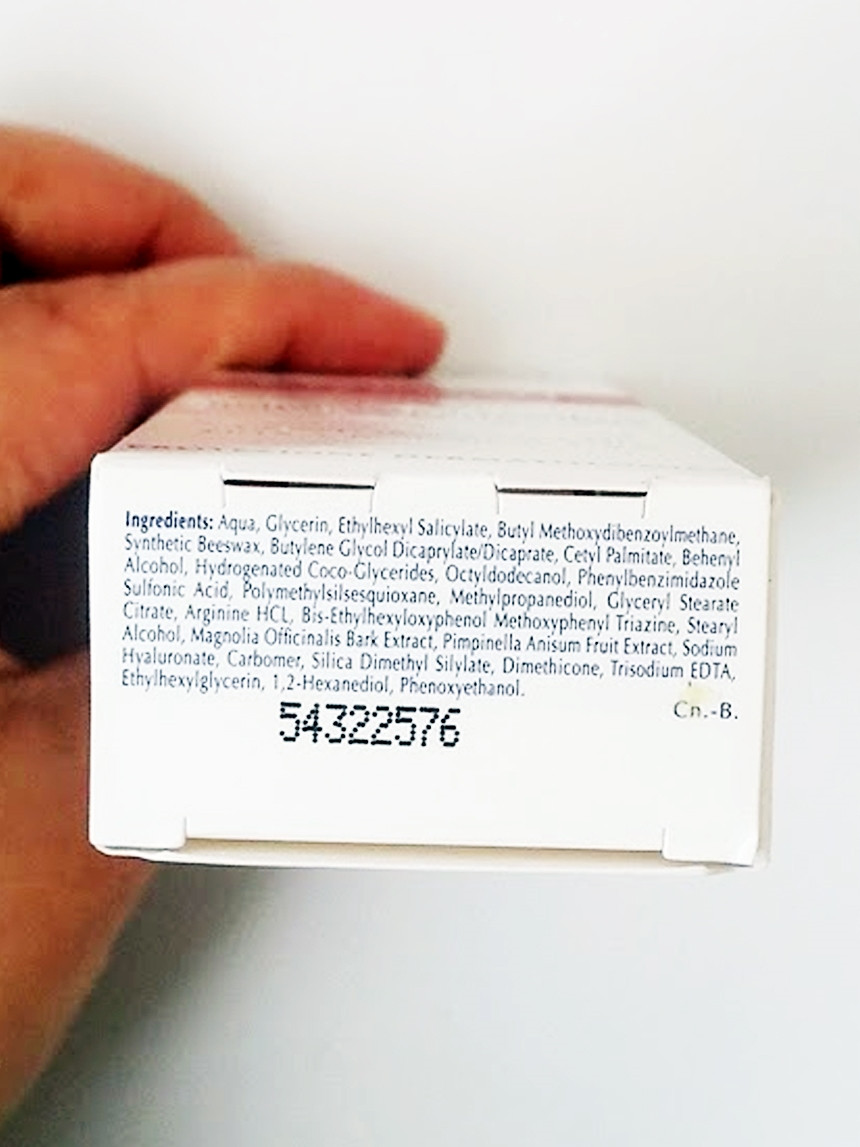 Ingredients: Aqua, Glycerin, Ethylhexyl Salicylate, Butyl Methoxydibenzoylmethane,
Synthetic Beeswax, Butylene Glycol Dicaprylate/Dicaprate, Cetyl Palmitate, Behenyl
Alcohol, Hydrogenated Coco-Glycerides, Octyldodecanol, Phenylbenzimidazole
Sulfonic Acid, Polymethylsilsesquioxane, Methylpropanediol, Glyceryl Stearate
Citrate, Arginine HCL, Bis-Ethylhexyloxyphenol Methoxyphenyl Triazine, Stearyl
Alcohol, Magnolia Officinalis Bark Extract, Pimpinella Anisum Fruit Extract, Sodium
Hyaluronate, Carbomer, Silica Dimethyl Silylate, Dimethicone, Trisodium EDTA,
Ethylhexylglycerin, 1,2-Hexanediol, Phenoxyethanol.
Cn.-B.
54322576